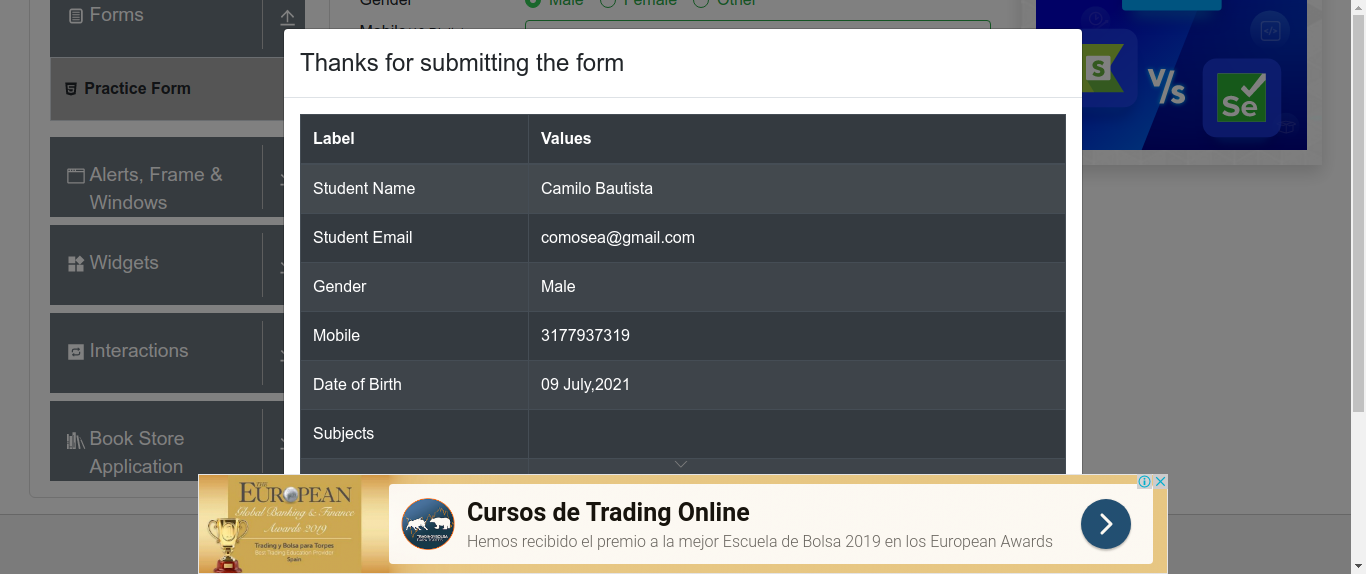 Forms
Gender Male Female Other
Practice Form
Thanks for submitting the form
Label Values
Student Name Camilo Bautista
Student Email comosea@gmail.com
Gender Male
Mobile 3177937319
Date of Birth 09 July,2021
Subjects
Alerts, Frame &
Windows
Widgets
Interactions
Book Store
Application
S
V/s
Se
THE
EUROPEAN
Global Banking & Finance
Awards 2019
Trading y Bolsa para Torpes
Best Trading Education Provider
Spain
Cursos de Trading Online
Hemos recibido el premio a la mejor Escuela de Bolsa 2019 en los European Awards